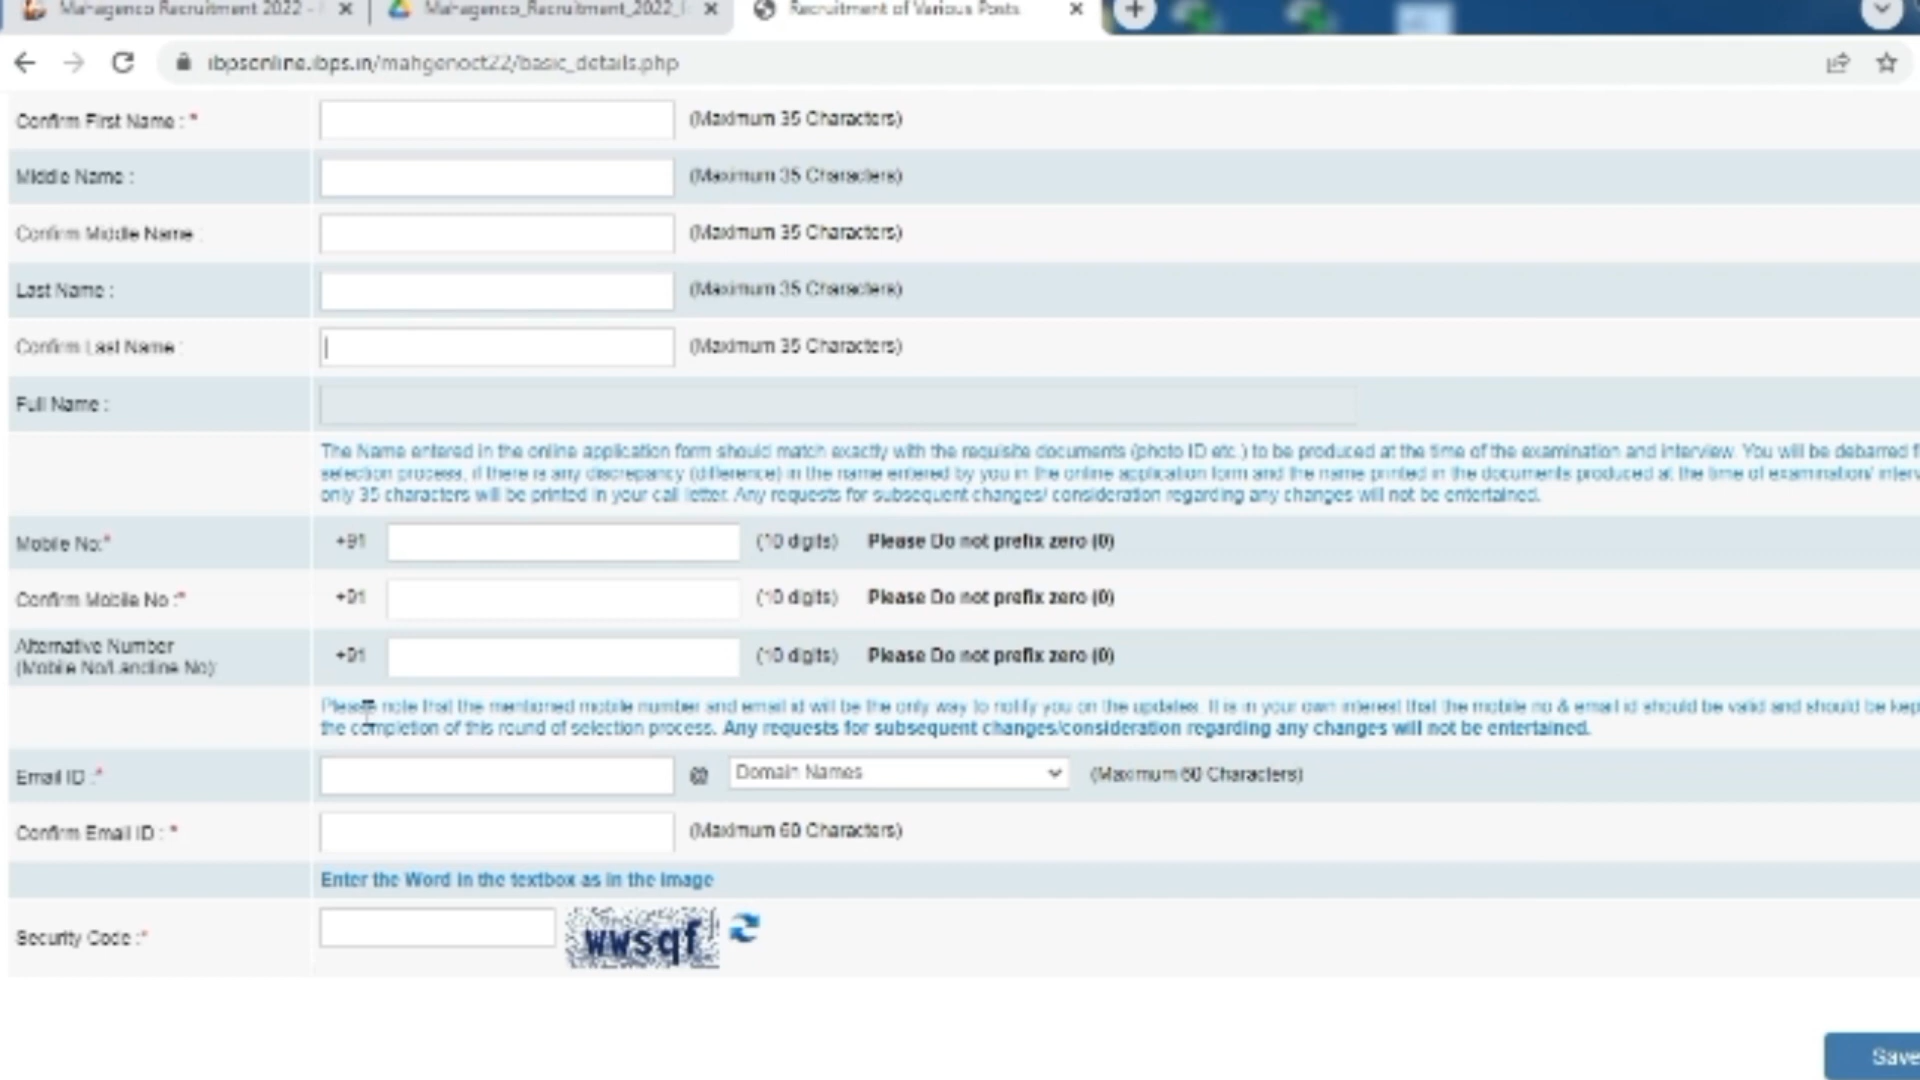 Mahagenco Recruitment 2022 -
Mahagenco_Recruitment_2022_
Recruitment of Various Posts
ibpsonline.ibps.in/mahgenoct22/basic_details.php
Confirm First Name : * (Maximum 35 Characters)
Middle Name : (Maximum 35 Characters)
Confirm Middle Name : (Maximum 35 Characters)
Last Name : (Maximum 35 Characters)
Confirm Last Name : (Maximum 35 Characters)
Full Name :
The Name entered in the online application form should match exactly with the requisite documents (photo ID etc.) to be produced at the time of the examination and interview. You will be debarred f
selection process, if there is any discrepancy (difference) in the name entered by you in the online application form and the name printed in the documents produced at the time of examination/ interv
only 35 characters will be printed in your call letter. Any requests for subsequent changes/ consideration regarding any changes will not be entertained.
Mobile No:* +91 (10 digits) Please Do not prefix zero (0)
Confirm Mobile No :* +91 (10 digits) Please Do not prefix zero (0)
Alternative Number
(Mobile No/Landline No): +91 (10 digits) Please Do not prefix zero (0)
Please note that the mentioned mobile number and email id will be the only way to notify you on the updates. It is in your own interest that the mobile no & email id should be valid and should be kep
the completion of this round of selection process. Any requests for subsequent changes/consideration regarding any changes will not be entertained.
Email ID :* @ Domain Names (Maximum 60 Characters)
Confirm Email ID : * (Maximum 60 Characters)
Enter the Word in the textbox as in the image
Security Code :* wwsqf
Save